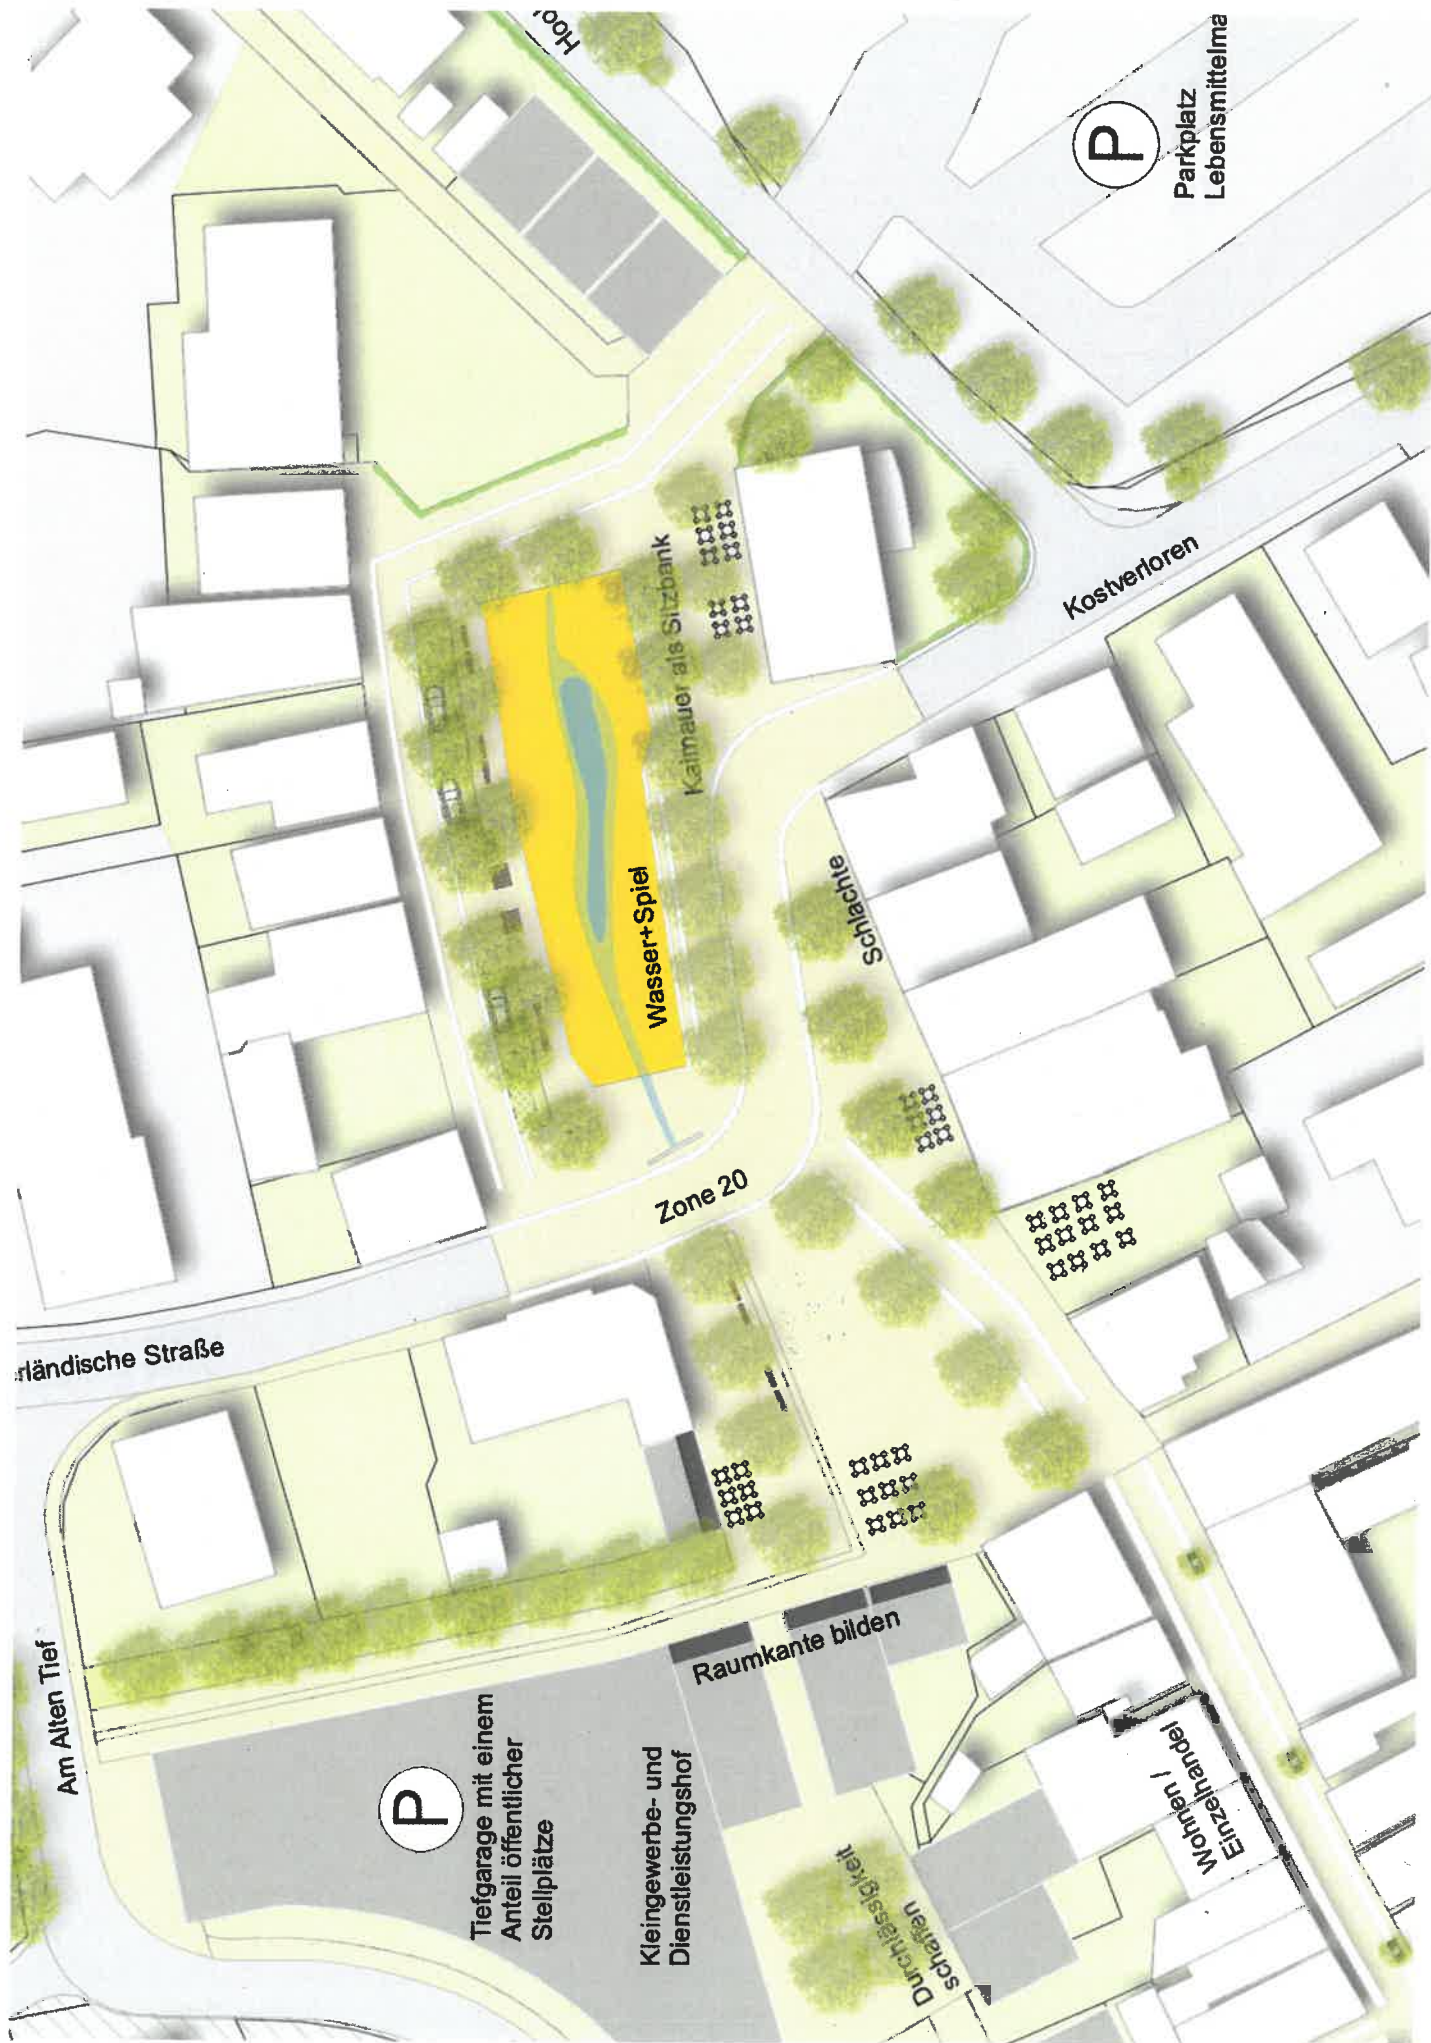 Am Alten Tief
rländische Straße
P
Tiefgarage mit einem
Anteil öffentlicher
Stellplätze
Kleingewerbe- und
Dienstleistungshof
Raumkante bilden
Durchlässigkeit
schaffen
Wohnen /
Einzelhandel
Zone 20
Wasser+Spiel
Kaimauer als Sitzbank
Schlachte
Kostverloren
Hook
P
Parkplatz
Lebensmittelma